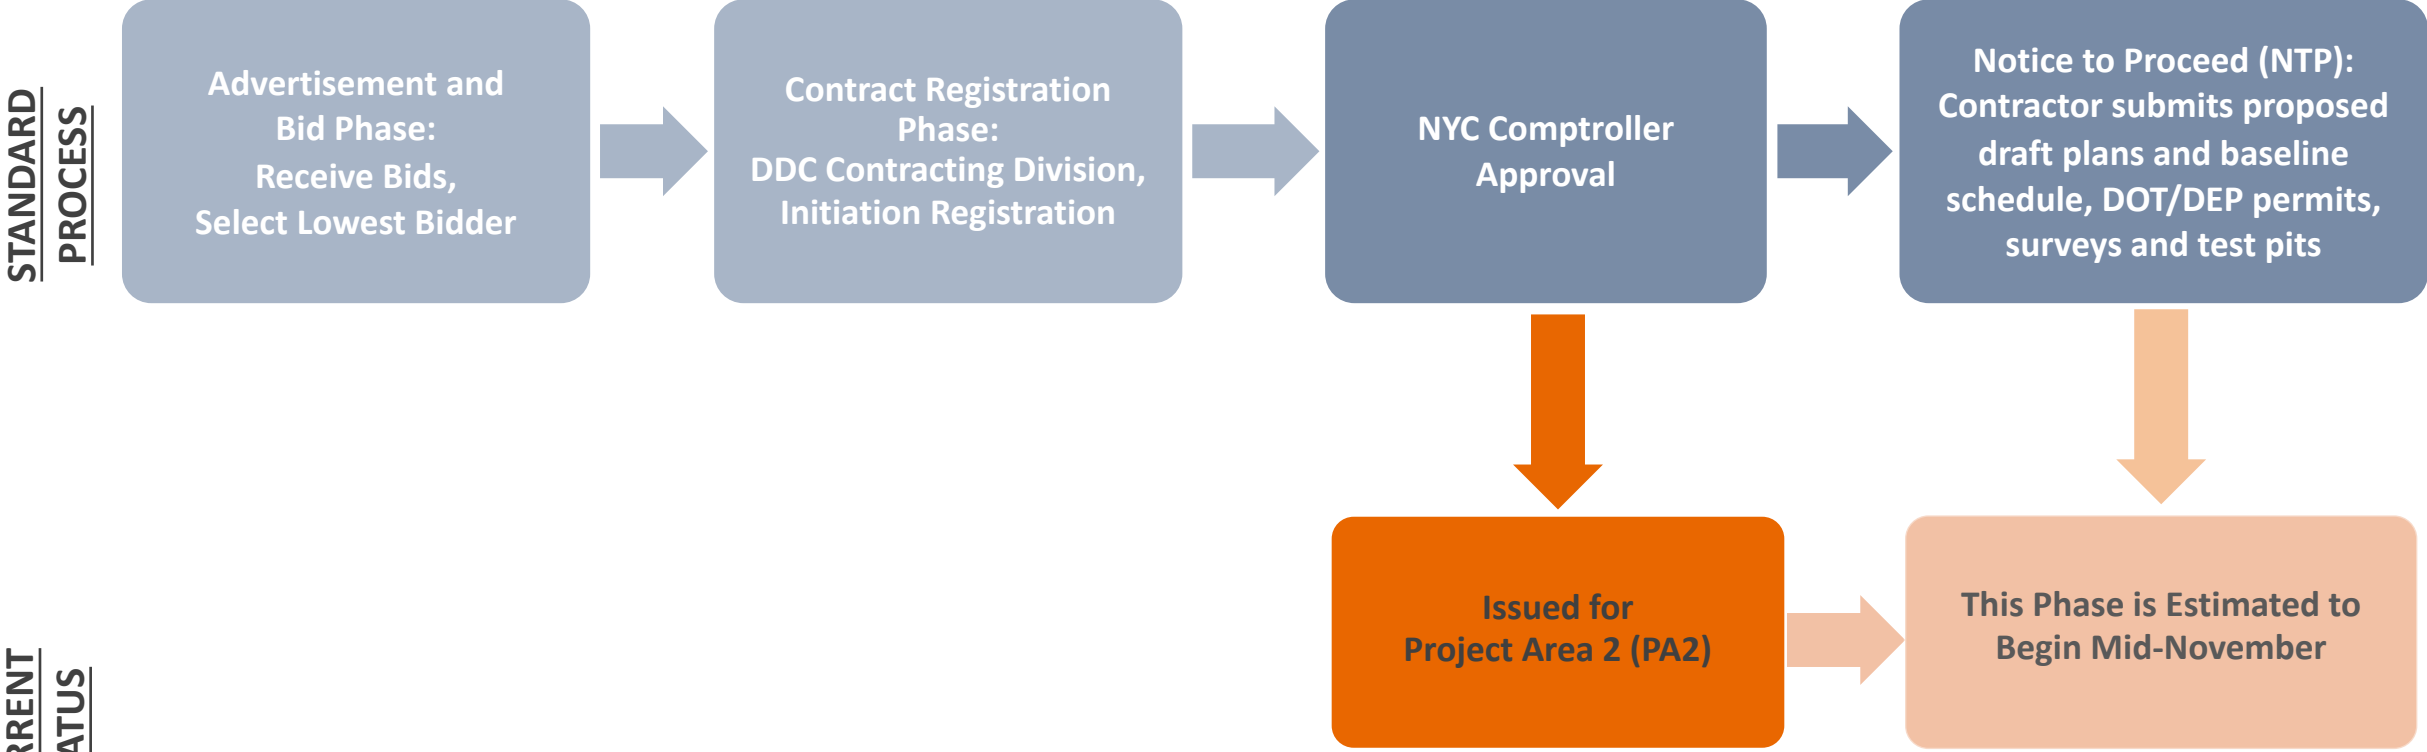 STANDARD
PROCESS
Advertisement and
Bid Phase:
Receive Bids,
Select Lowest Bidder
Contract Registration
Phase:
DDC Contracting Division,
Initiation Registration
NYC Comptroller
Approval
Notice to Proceed (NTP):
Contractor submits proposed
draft plans and baseline
schedule, DOT/DEP permits,
surveys and test pits
Issued for
Project Area 2 (PA2)
This Phase is Estimated to
Begin Mid-November